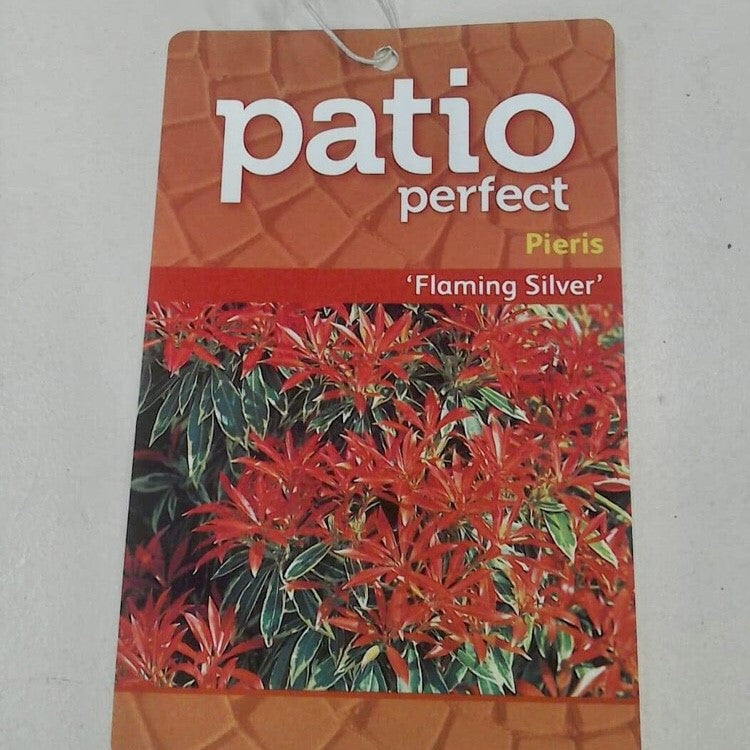 patio
perfect
Pieris
‘Flaming Silver’